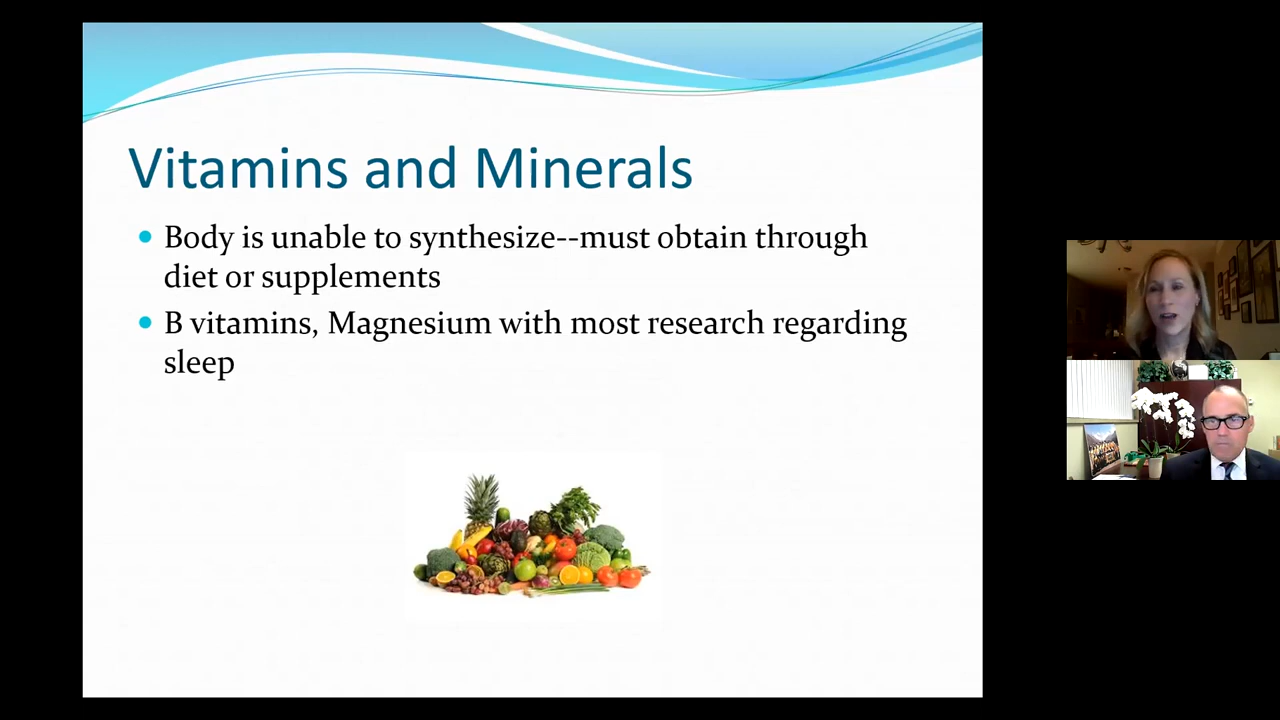 Vitamins and Minerals
Body is unable to synthesize--must obtain through
diet or supplements
B vitamins, Magnesium with most research regarding
sleep